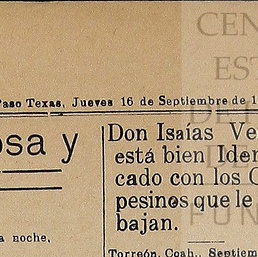 Paso Texas, Jueves 16 de Septiembre de 1
osa y
a noche,
Don Isaías Ve
está bien Iden
cado con los C
pesinos que le
bajan.
Torreón, Coah., Septiem
CEN
EST
DE
FUN